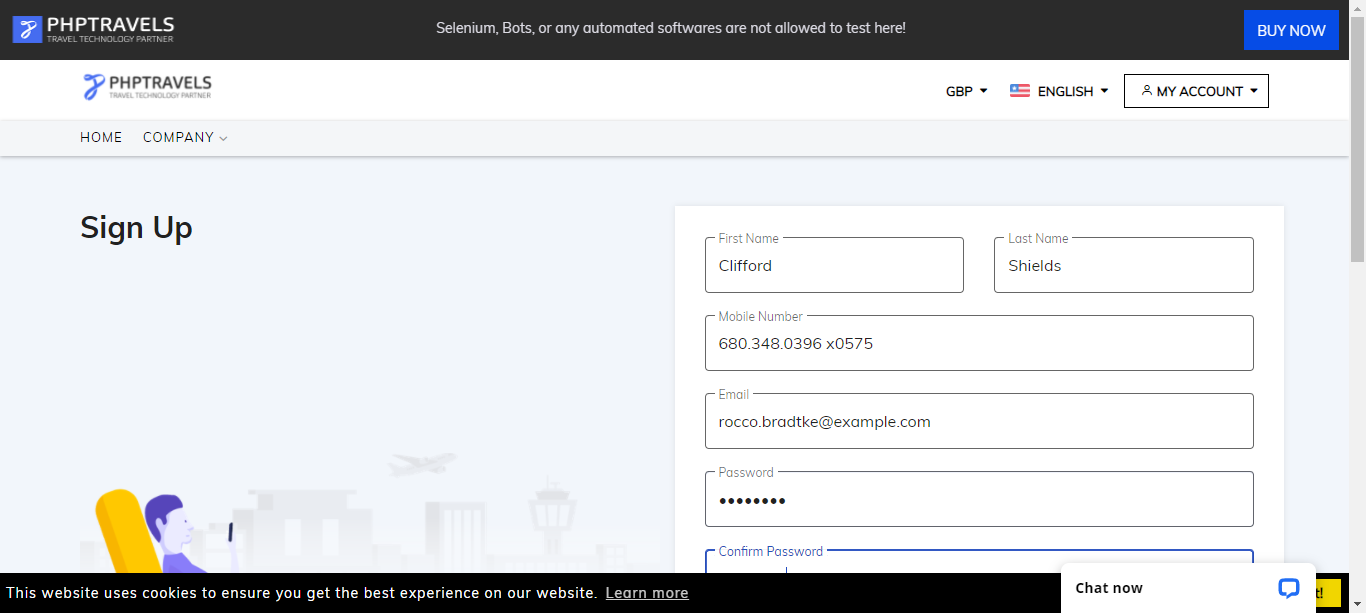 PHPTRAVELS
TRAVEL TECHNOLOGY PARTNER
Selenium, Bots, or any automated softwares are not allowed to test here!
BUY NOW
PHPTRAVELS
TRAVEL TECHNOLOGY PARTNER
GBP
ENGLISH
MY ACCOUNT
HOME
COMPANY
Sign Up
First Name
Clifford
Last Name
Shields
Mobile Number
680.348.0396 x0575
Email
rocco.bradtke@example.com
Password
••••••••
Confirm Password
This website uses cookies to ensure you get the best experience on our website. Learn more
Chat now